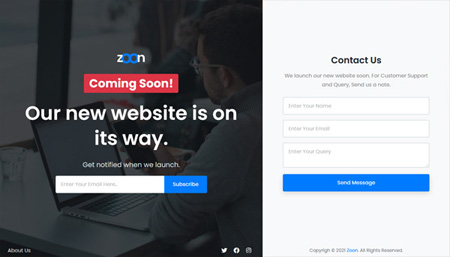 zoon
Coming Soon!
Our new website is on
its way.
Get notified when we launch.
Enter Your Email Here..
Subscribe
About Us
Contact Us
We launch our new website soon. For Customer Support
and Query, Send us a note.
Enter Your Name
Enter Your Email
Enter Your Query
Send Message
Copyright © 2021 Zoon. All Rights Reserved.